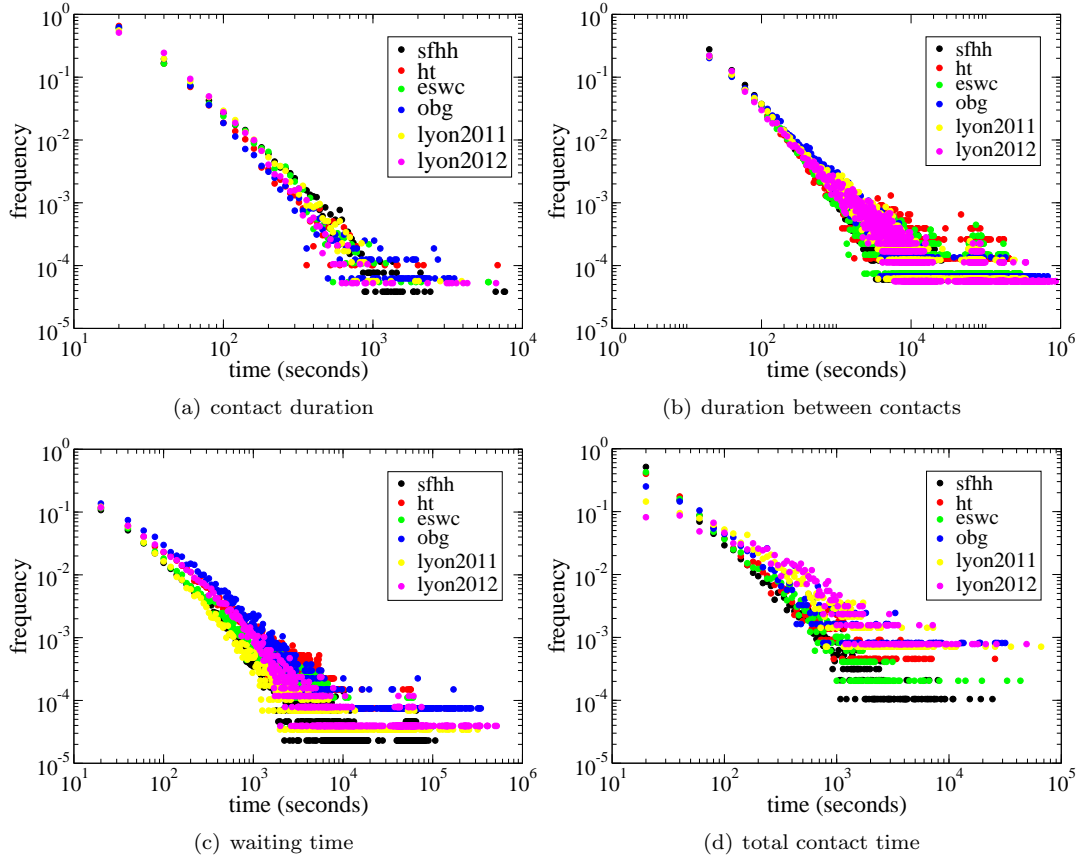 10^0
10^-1
10^-2
10^-3
10^-4
10^-5
frequency
sfhh
ht
eswc
obg
lyon2011
lyon2012
10^1 10^2 10^3 10^4
time (seconds)
(a) contact duration
10^0
10^-1
10^-2
10^-3
10^-4
10^-5
frequency
sfhh
ht
eswc
obg
lyon2011
lyon2012
10^0 10^2 10^4 10^6
time (seconds)
(b) duration between contacts
10^0
10^-1
10^-2
10^-3
10^-4
10^-5
frequency
sfhh
ht
eswc
obg
lyon2011
lyon2012
10^1 10^2 10^3 10^4 10^5 10^6
time (seconds)
(c) waiting time
10^0
10^-1
10^-2
10^-3
10^-4
10^-5
frequency
sfhh
ht
eswc
obg
lyon2011
lyon2012
10^1 10^2 10^3 10^4 10^5
time (seconds)
(d) total contact time